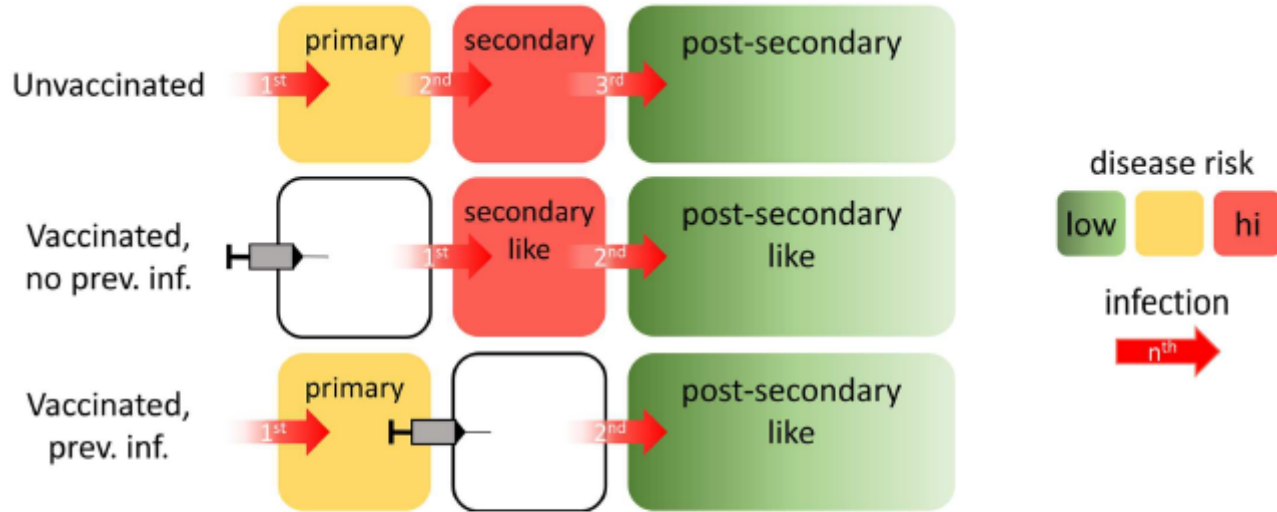 Unvaccinated
primary
secondary
post-secondary
1st
2nd
3rd
Vaccinated,
no prev. inf.
secondary
like
post-secondary
like
1st
2nd
Vaccinated,
prev. inf.
primary
post-secondary
like
1st
2nd
disease risk
low
hi
infection
nth